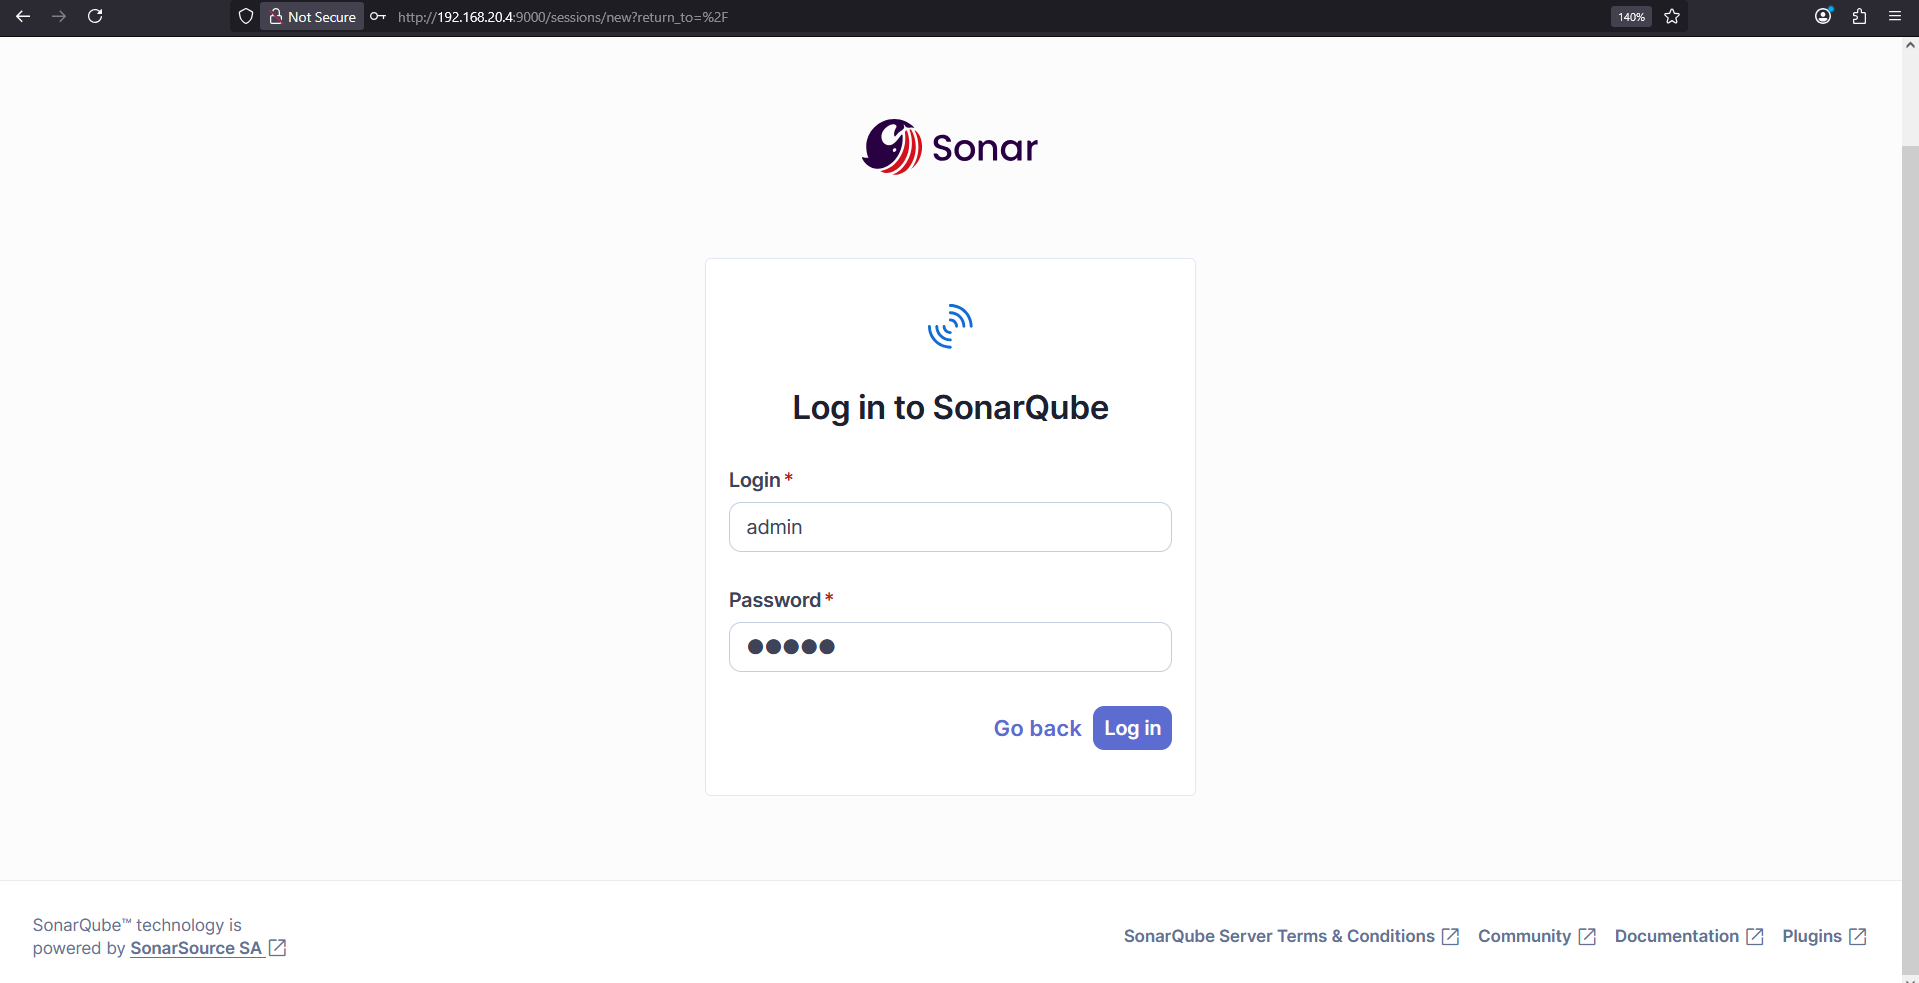 Not Secure
http://192.168.20.4:9000/sessions/new?return_to=%2F
140%
Sonar
Log in to SonarQube
Login*
admin
Password*
●●●●●
Go back
Log in
SonarQube™ technology is
powered by SonarSource SA
SonarQube Server Terms & Conditions
Community
Documentation
Plugins